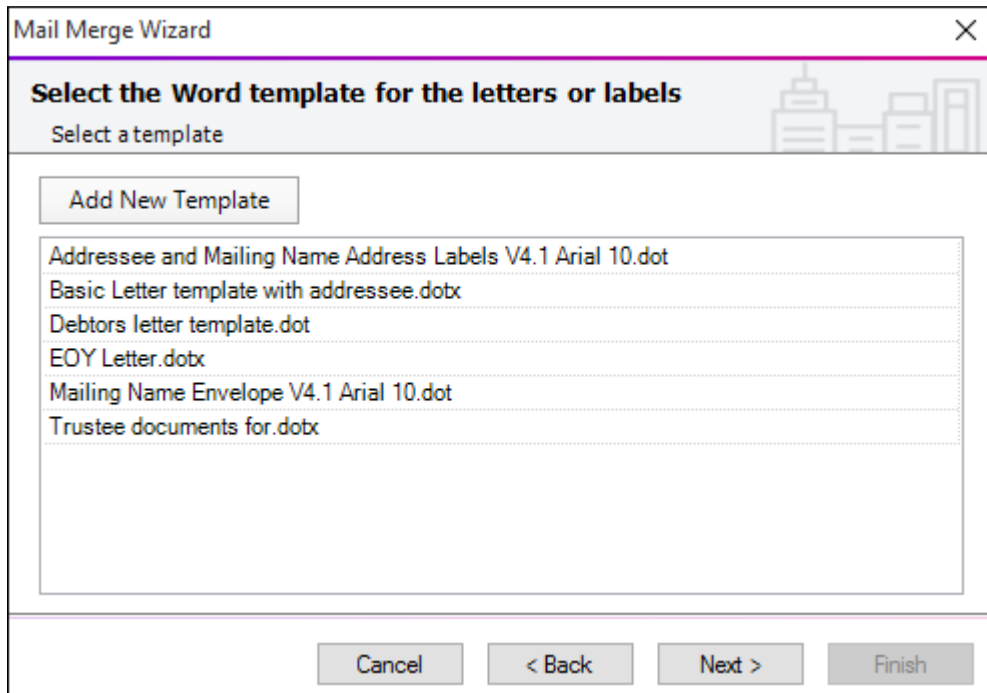 Mail Merge Wizard
Select the Word template for the letters or labels
Select a template
Add New Template
Addressee and Mailing Name Address Labels V4.1 Arial 10.dot
Basic Letter template with addressee.dotx
Debtors letter template.dot
EOY Letter.dotx
Mailing Name Envelope V4.1 Arial 10.dot
Trustee documents for.dotx
Cancel < Back Next > Finish